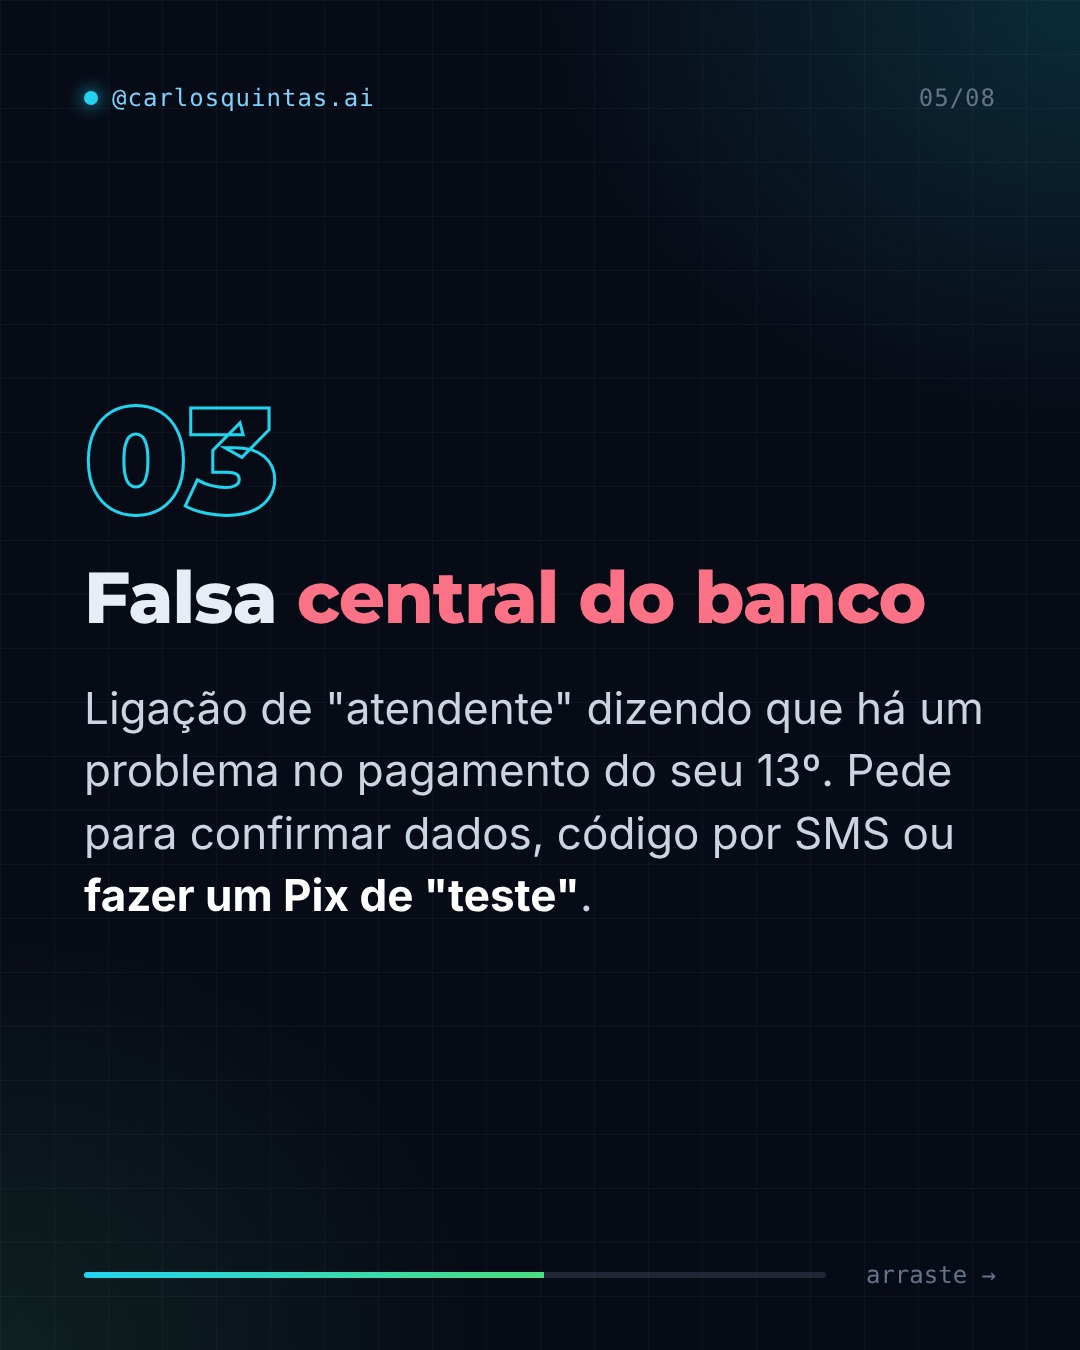 @carlosquintas.ai
05/08
03
Falsa central do banco
Ligação de "atendente" dizendo que há um
problema no pagamento do seu 13º. Pede
para confirmar dados, código por SMS ou
fazer um Pix de "teste".
arraste →